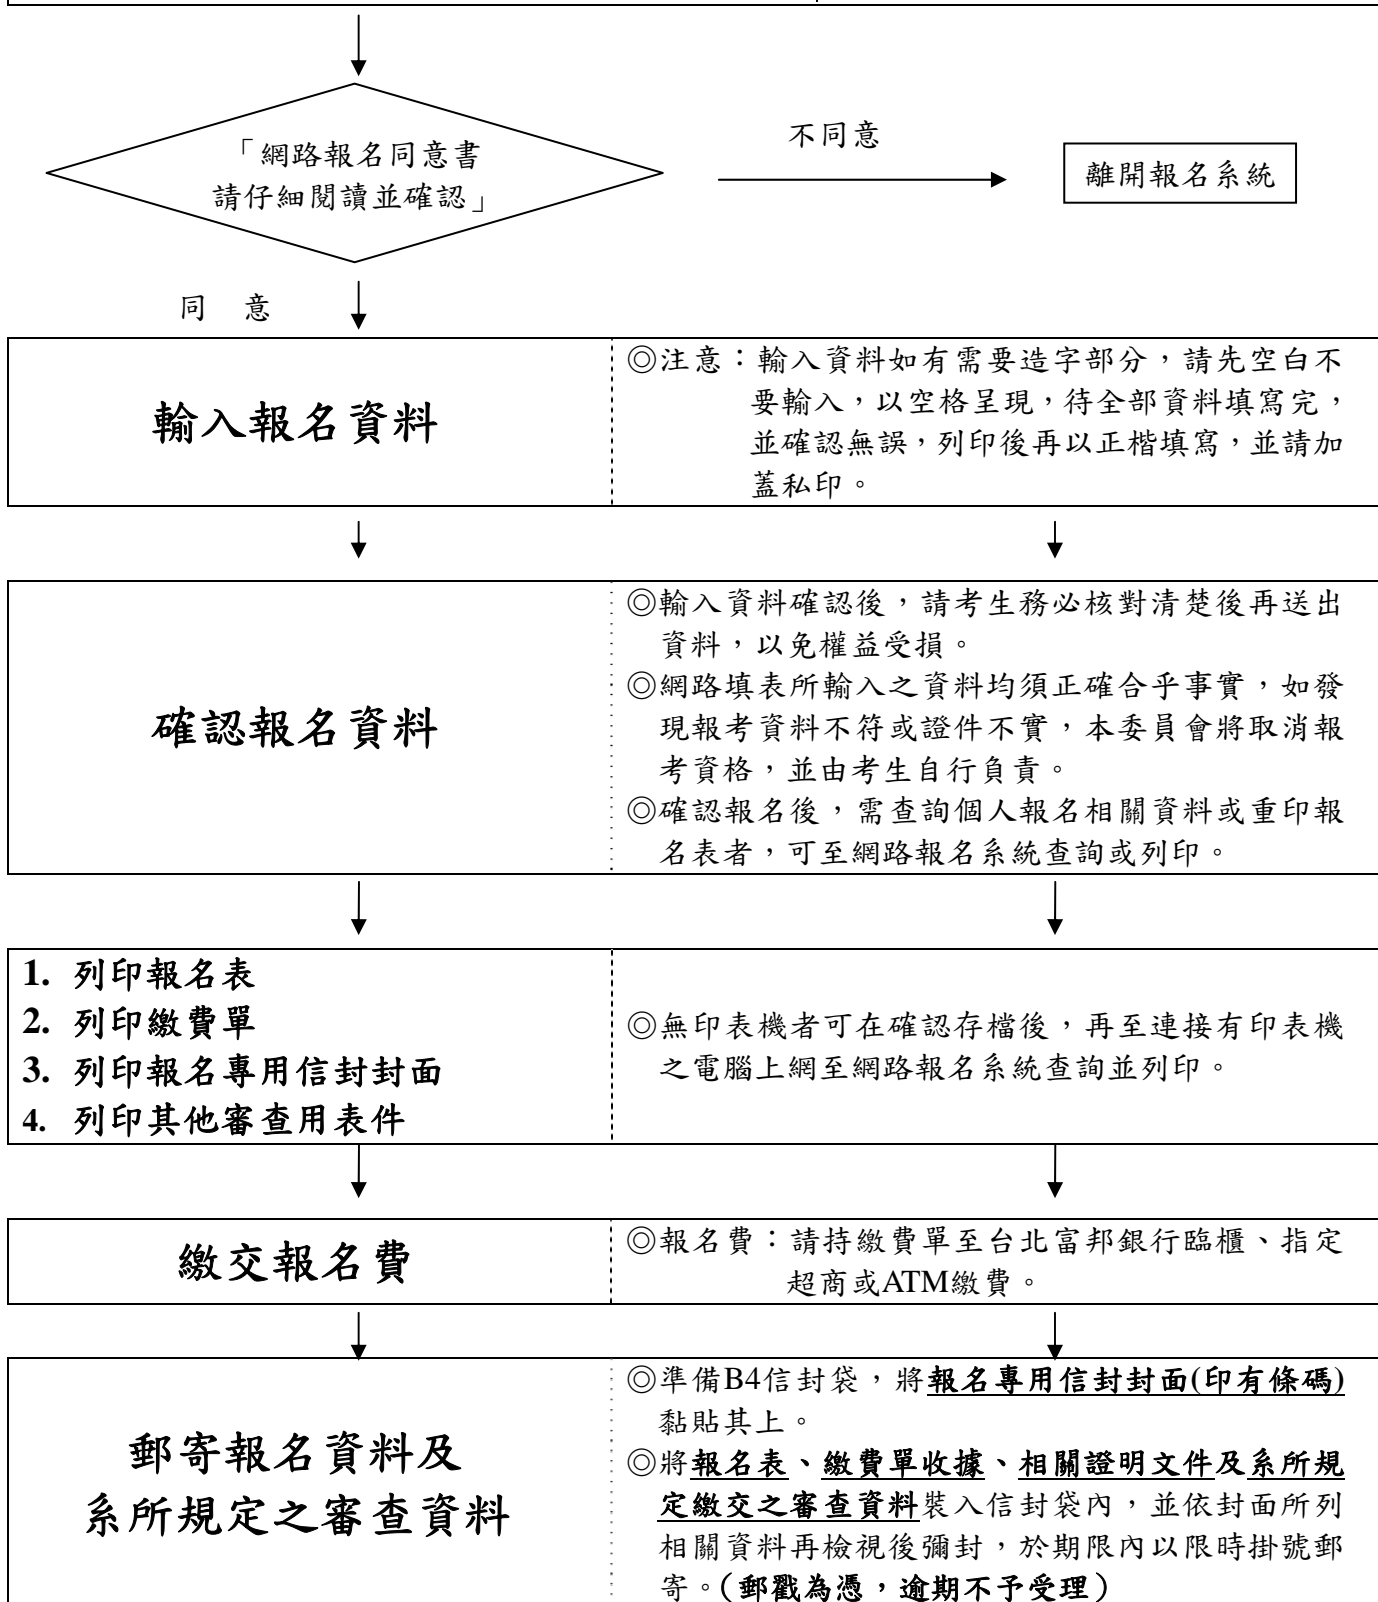 「網路報名同意書
請仔細閱讀並確認」
不同意
離開報名系統
同 意
輸入報名資料
◎注意：輸入資料如有需要造字部分，請先空白不
要輸入，以空格呈現，待全部資料填寫完，
並確認無誤，列印後再以正楷填寫，並請加
蓋私印。
確認報名資料
◎輸入資料確認後，請考生務必核對清楚後再送出
資料，以免權益受損。
◎網路填表所輸入之資料均須正確合乎事實，如發
現報考資料不符或證件不實，本委員會將取消報
考資格，並由考生自行負責。
◎確認報名後，需查詢個人報名相關資料或重印報
名表者，可至網路報名系統查詢或列印。
1. 列印報名表
2. 列印繳費單
3. 列印報名專用信封封面
4. 列印其他審查用表件
◎無印表機者可在確認存檔後，再至連接有印表機
之電腦上網至網路報名系統查詢並列印。
繳交報名費
◎報名費：請持繳費單至台北富邦銀行臨櫃、指定
超商或ATM繳費。
郵寄報名資料及
系所規定之審查資料
◎準備B4信封袋，將報名專用信封封面(印有條碼)
黏貼其上。
◎將報名表、繳費單收據、相關證明文件及系所規
定繳交之審查資料裝入信封袋內，並依封面所列
相關資料再檢視後彌封，於期限內以限時掛號郵
寄。（郵戳為憑，逾期不予受理）